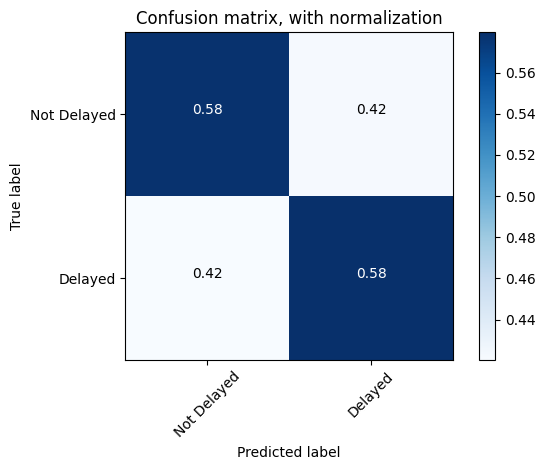 Confusion matrix, with normalization
True label
Not Delayed
Delayed
0.58
0.42
0.42
0.58
Not Delayed
Delayed
Predicted label
0.56
0.54
0.52
0.50
0.48
0.46
0.44